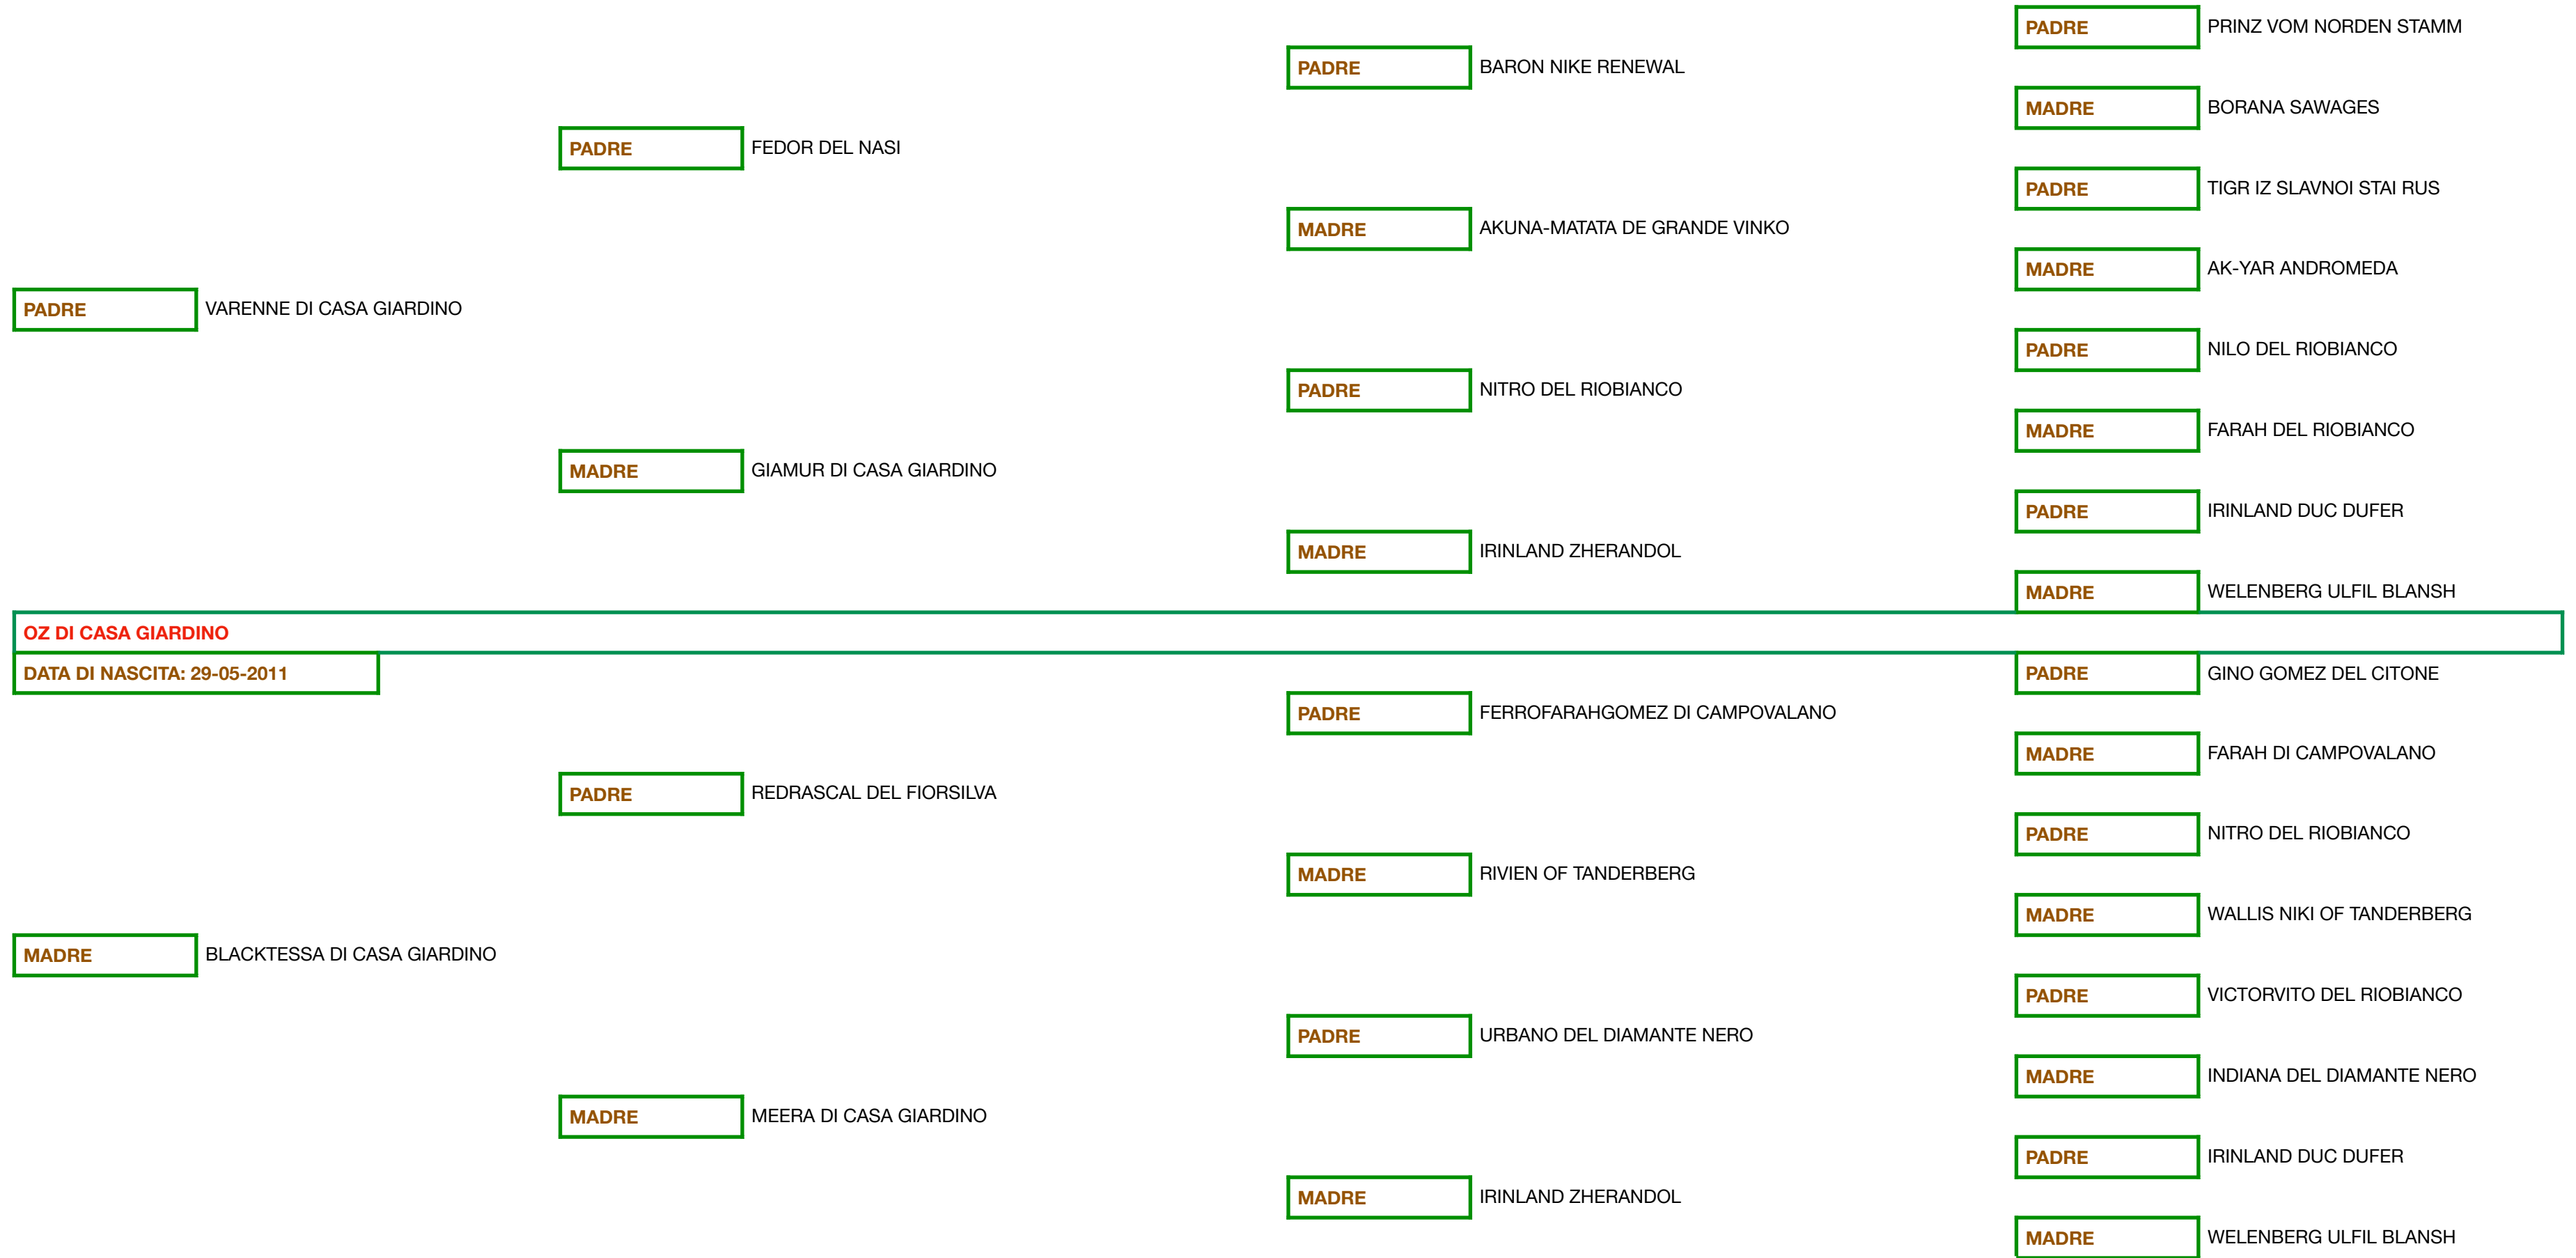 PADRE PRINZ VOM NORDEN STAMM
PADRE BARON NIKE RENEWAL
MADRE BORANA SAWAGES
PADRE FEDOR DEL NASI
PADRE TIGR IZ SLAVNOI STAI RUS
MADRE AKUNA-MATATA DE GRANDE VINKO
MADRE AK-YAR ANDROMEDA
PADRE VARENNE DI CASA GIARDINO
PADRE NILO DEL RIOBIANCO
PADRE NITRO DEL RIOBIANCO
MADRE FARAH DEL RIOBIANCO
MADRE GIAMUR DI CASA GIARDINO
PADRE IRINLAND DUC DUFER
MADRE IRINLAND ZHERANDOL
MADRE WELENBERG ULFIL BLANSH
OZ DI CASA GIARDINO
DATA DI NASCITA: 29-05-2011
PADRE GINO GOMEZ DEL CITONE
PADRE FERROFARAHGOMEZ DI CAMPOVALANO
MADRE FARAH DI CAMPOVALANO
PADRE REDRASCAL DEL FIORSILVA
PADRE NITRO DEL RIOBIANCO
MADRE RIVIEN OF TANDERBERG
MADRE WALLIS NIKI OF TANDERBERG
MADRE BLACKTESSA DI CASA GIARDINO
PADRE VICTORVITO DEL RIOBIANCO
PADRE URBANO DEL DIAMANTE NERO
MADRE INDIANA DEL DIAMANTE NERO
MADRE MEERA DI CASA GIARDINO
PADRE IRINLAND DUC DUFER
MADRE IRINLAND ZHERANDOL
MADRE WELENBERG ULFIL BLANSH